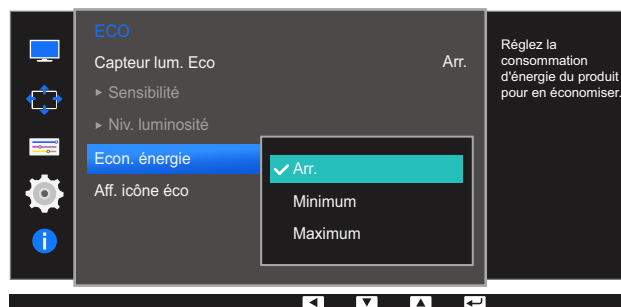 ECO
Capteur lum. Eco Arr.
▸ Sensibilité
▸ Niv. luminosité
Econ. énergie
Aff. icône éco
✓ Arr.
Minimum
Maximum
Réglez la
consommation
d'énergie du produit
pour en économiser.